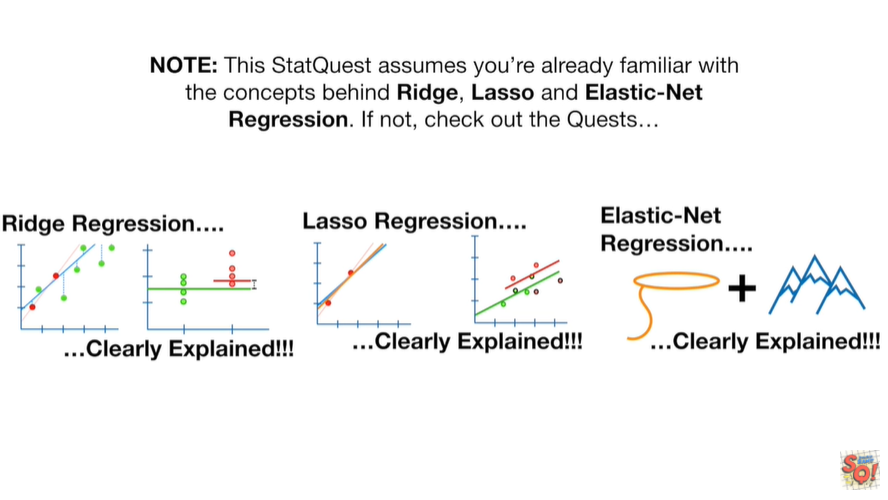 NOTE: This StatQuest assumes you're already familiar with
the concepts behind Ridge, Lasso and Elastic-Net
Regression. If not, check out the Quests…
Ridge Regression….
…Clearly Explained!!!
Lasso Regression….
…Clearly Explained!!!
Elastic-Net
Regression….
+
…Clearly Explained!!!
SQ!